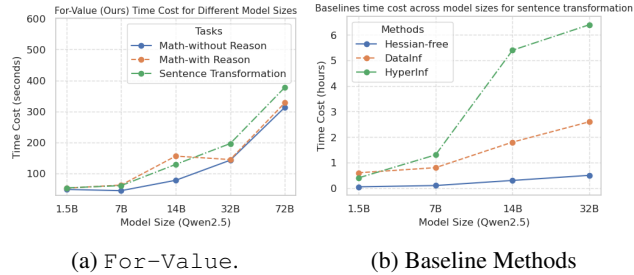 For-Value (Ours) Time Cost for Different Model Sizes
600
500
400
300
200
100
Time Cost (seconds)
Tasks
Math-without Reason
Math-with Reason
Sentence Transformation
1.5B 7B 14B 32B 72B
Model Size (Qwen2.5)
(a) For-Value.
Baselines time cost across model sizes for sentence transformation
6
5
4
3
2
1
0
Time Cost (hours)
Methods
Hessian-free
DataInf
HyperInf
1.5B 7B 14B 32B
Model Size (Qwen2.5)
(b) Baseline Methods